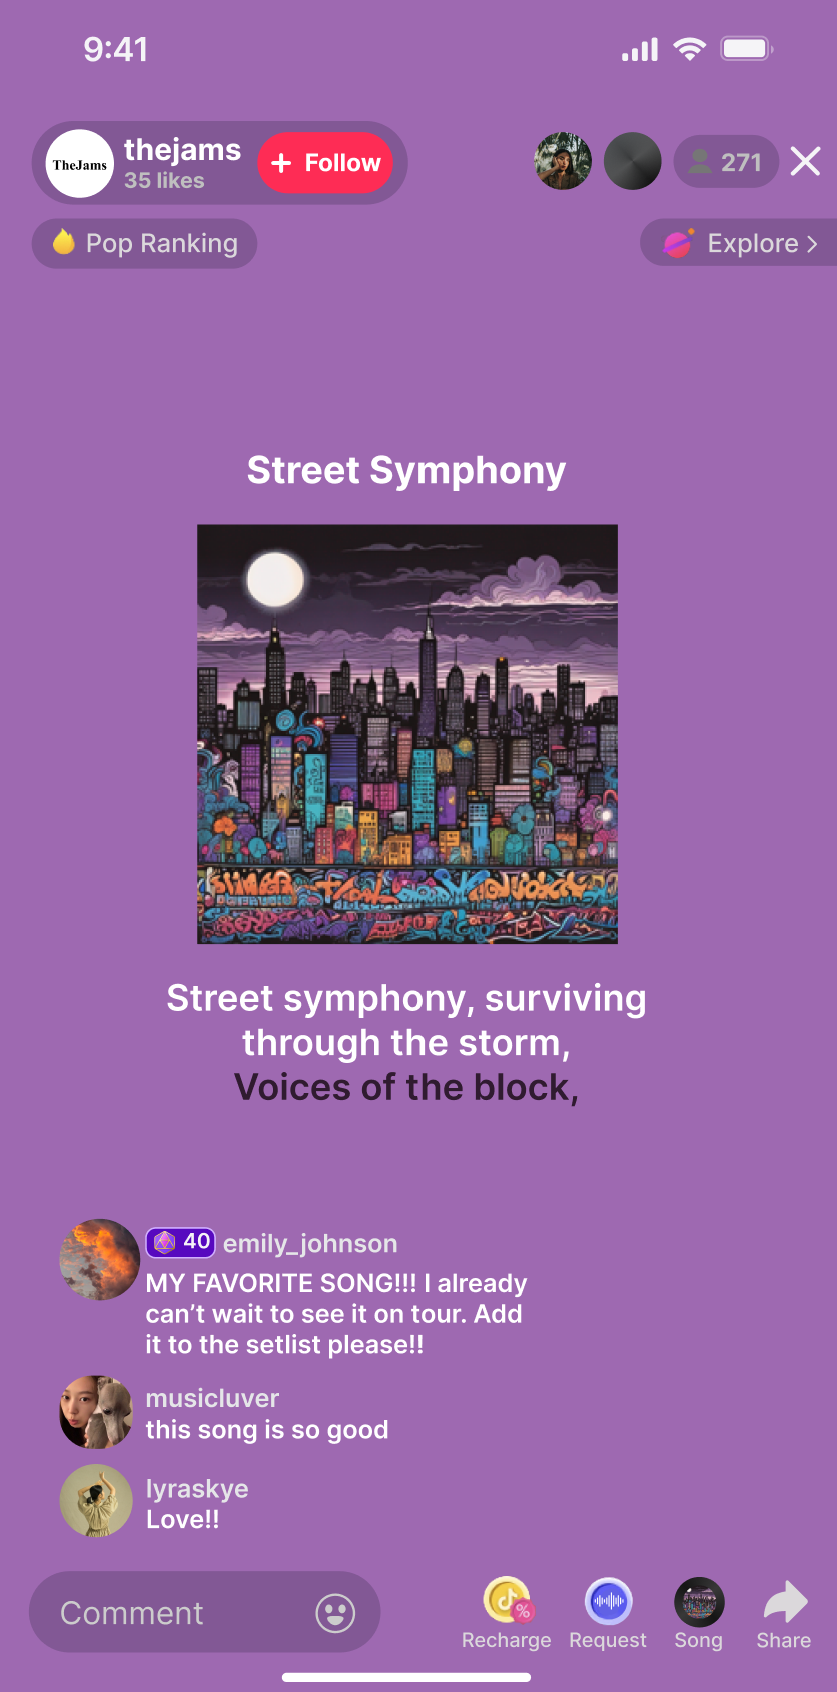 9:41
TheJams
thejams
35 likes
+ Follow
271
Pop Ranking
Explore >
Street Symphony
Street symphony, surviving
through the storm,
Voices of the block,
40 emily_johnson
MY FAVORITE SONG!!! I already
can't wait to see it on tour. Add
it to the setlist please!!
musicluver
this song is so good
lyraskye
Love!!
Comment
%
Recharge
Request
Song
Share